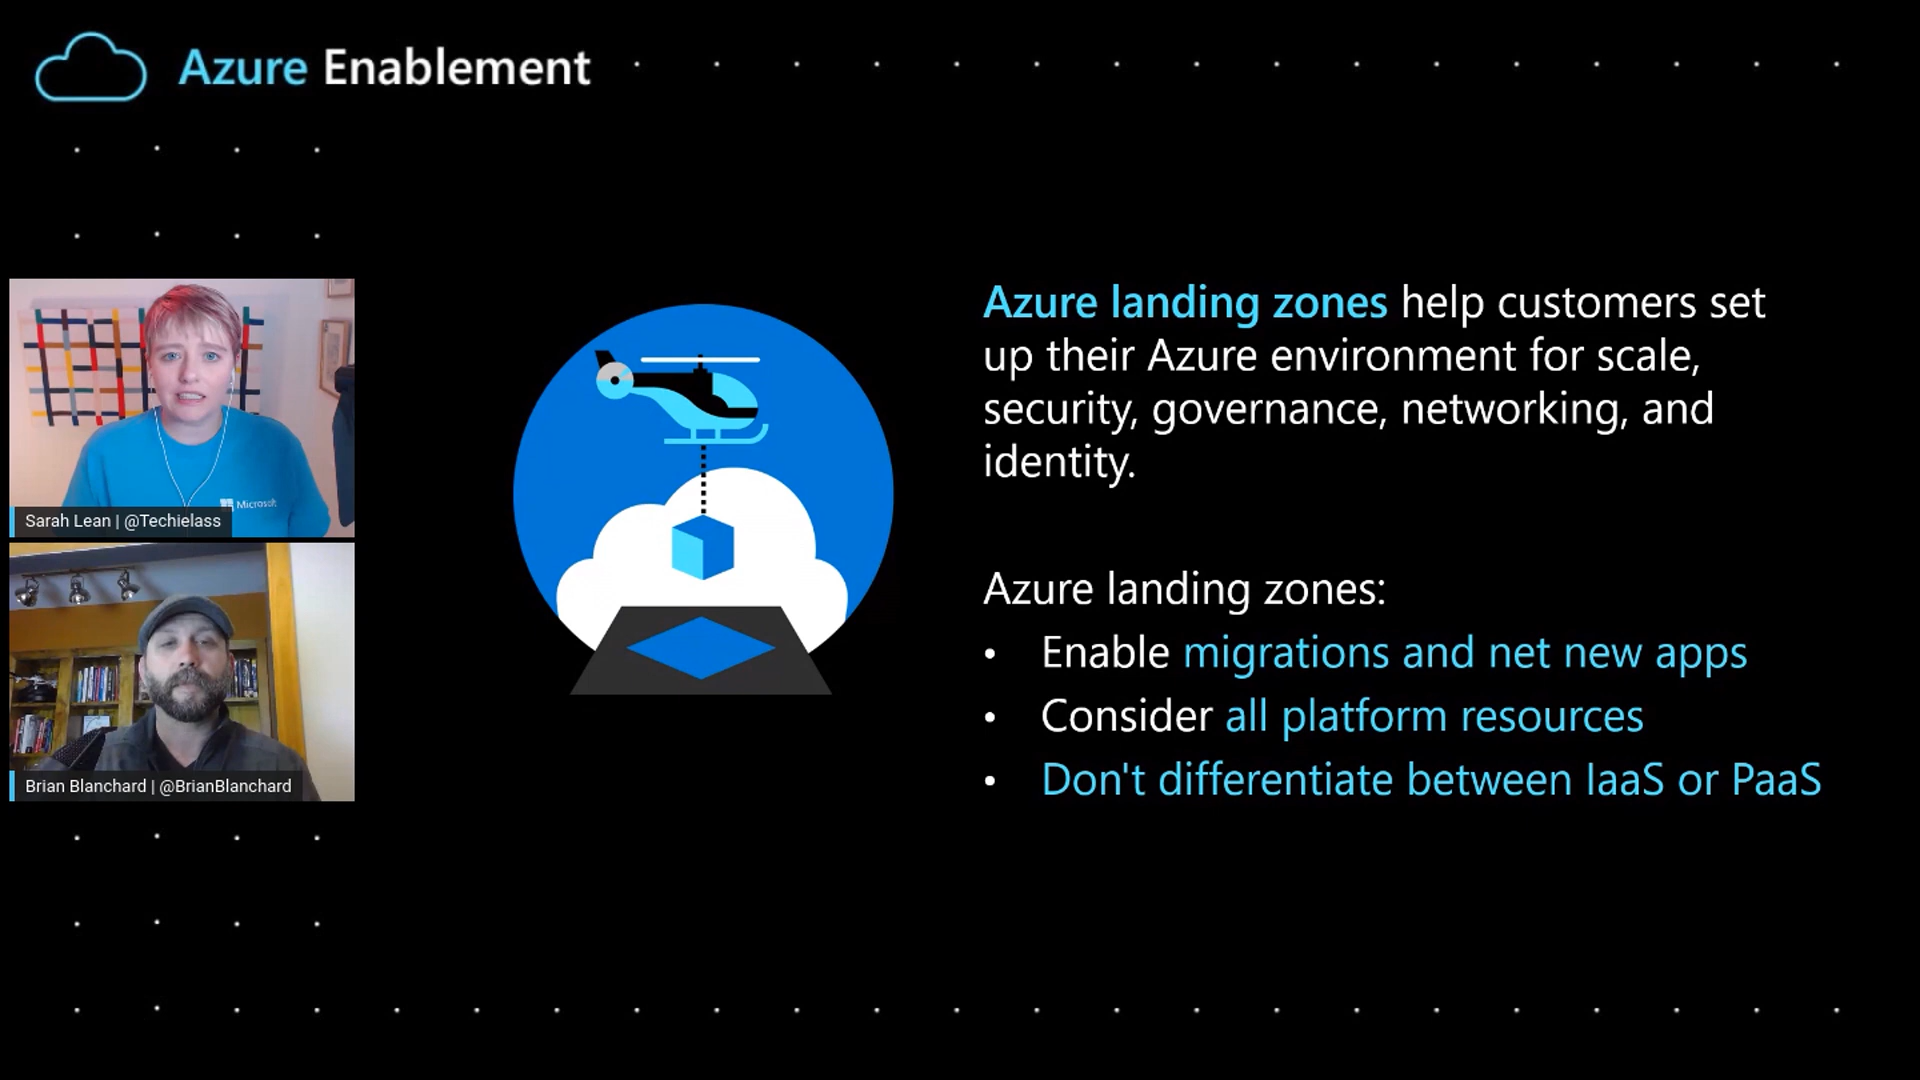 Azure Enablement
Microsoft
Sarah Lean | @Techielass
Brian Blanchard | @BrianBlanchard
Azure landing zones help customers set
up their Azure environment for scale,
security, governance, networking, and
identity.
Azure landing zones:
• Enable migrations and net new apps
• Consider all platform resources
• Don't differentiate between IaaS or PaaS